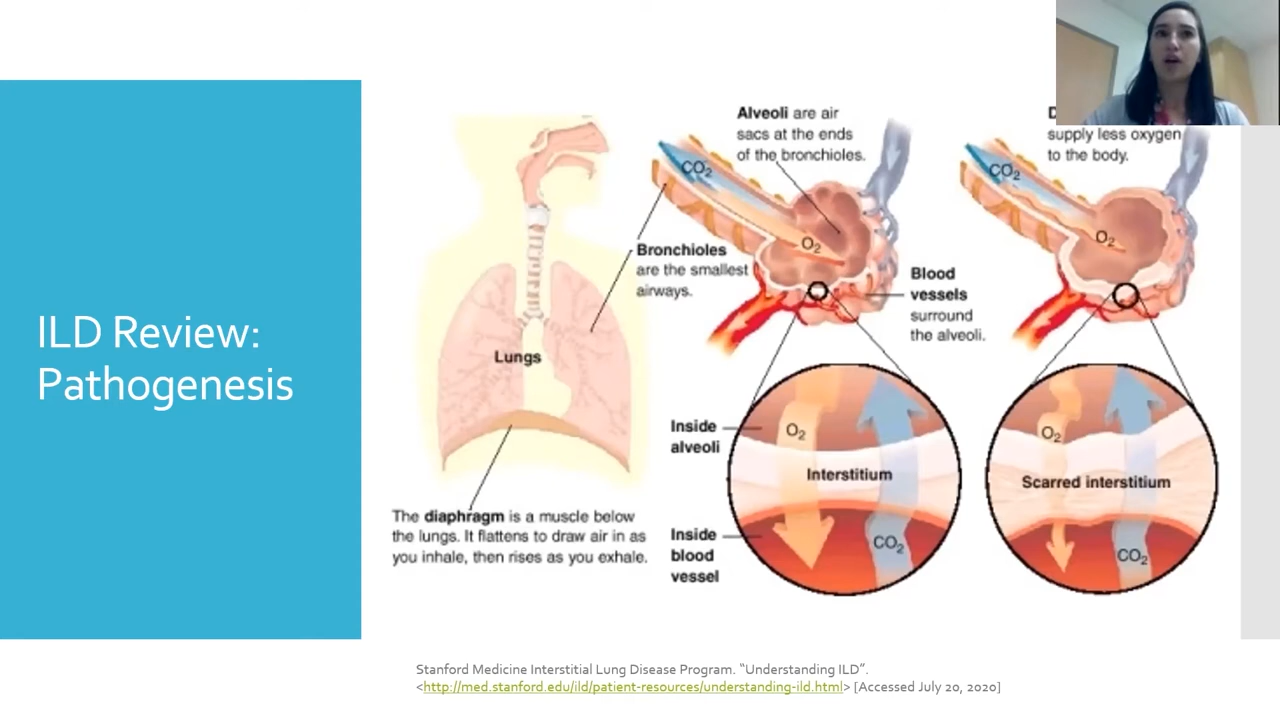 ILD Review:
Pathogenesis
Alveoli are air
sacs at the ends
of the bronchioles.
supply less oxygen
to the body.
CO2
CO2
O2
O2
Bronchioles
are the smallest
airways.
Blood
vessels
surround
the alveoli.
Lungs
Inside
alveoli
O2
O2
Interstitium
Scarred interstitium
The diaphragm is a muscle below
the lungs. It flattens to draw air in as
you inhale, then rises as you exhale.
Inside
blood
vessel
CO2
CO2
Stanford Medicine Interstitial Lung Disease Program. “Understanding ILD”.
<http://med.stanford.edu/ild/patient-resources/understanding-ild.html> [Accessed July 20, 2020]